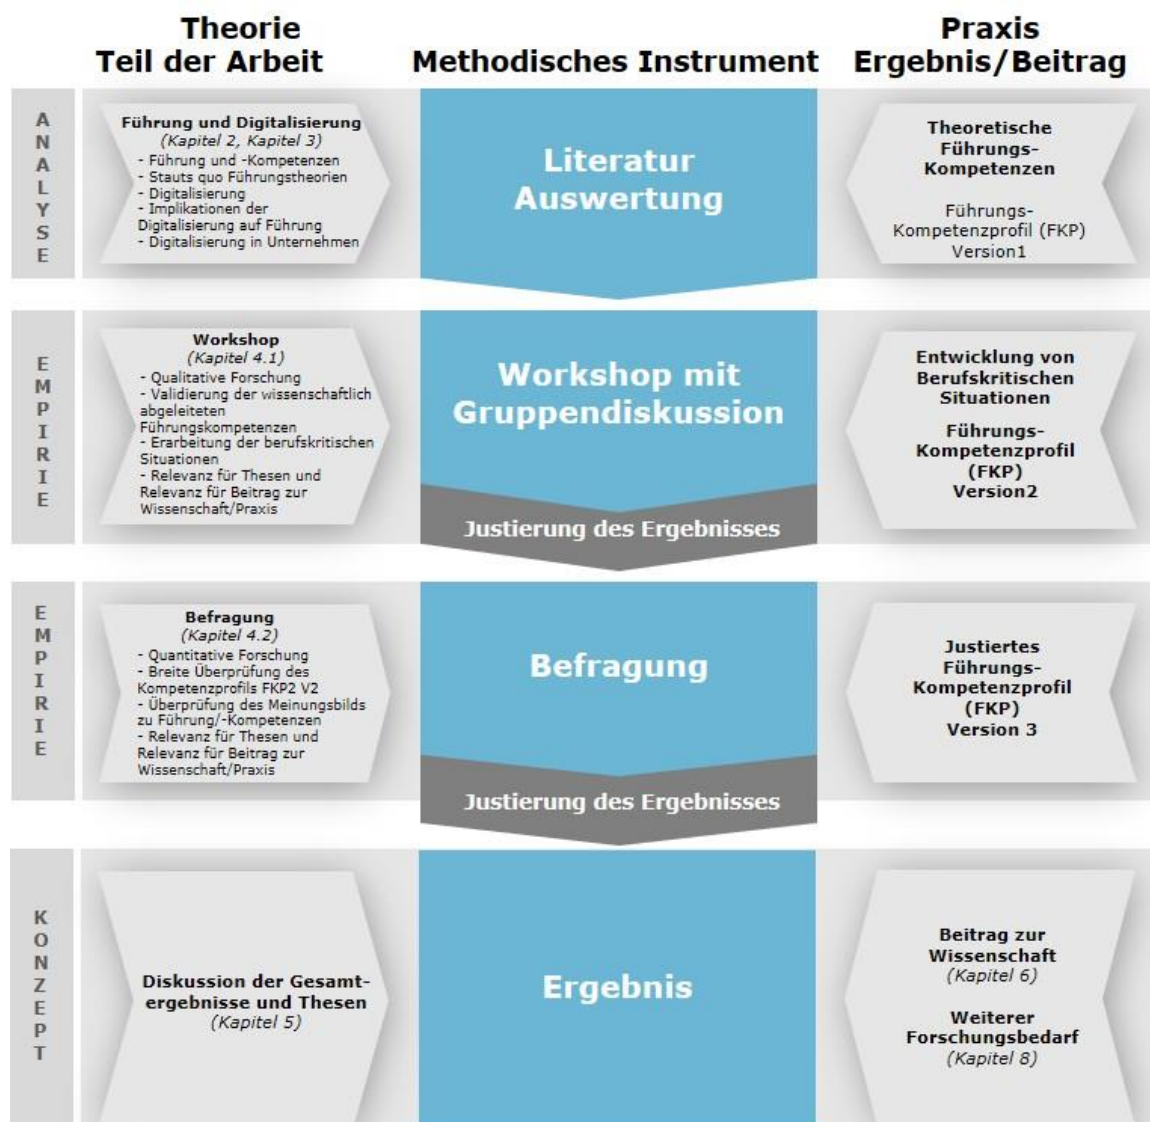 Theorie
Teil der Arbeit
Methodisches Instrument
Praxis
Ergebnis/Beitrag
ANALYSE
Führung und Digitalisierung
(Kapitel 2, Kapitel 3)
- Führung und -Kompetenzen
- Stauts quo Führungstheorien
- Digitalisierung
- Implikationen der
Digitalisierung auf Führung
- Digitalisierung in Unternehmen
Literatur
Auswertung
Theoretische
Führungs-
Kompetenzen
Führungs-
Kompetenzprofil (FKP)
Version1
EMPIRIE
Workshop
(Kapitel 4.1)
- Qualitative Forschung
- Validierung der wissenschaftlich
abgeleiteten
Führungskompetenzen
- Erarbeitung der berufskritischen
Situationen
- Relevanz für Thesen und
Relevanz für Beitrag zur
Wissenschaft/Praxis
Workshop mit
Gruppendiskussion
Justierung des Ergebnisses
Entwicklung von
Berufskritischen
Situationen
Führungs-
Kompetenzprofil
(FKP)
Version2
EMPIRIE
Befragung
(Kapitel 4.2)
- Quantitative Forschung
- Breite Überprüfung des
Kompetenzprofils FKP2 V2
- Überprüfung des Meinungsbilds
zu Führung/-Kompetenzen
- Relevanz für Thesen und
Relevanz für Beitrag zur
Wissenschaft/Praxis
Befragung
Justierung des Ergebnisses
Justiertes
Führungs-
Kompetenzprofil
(FKP)
Version 3
KONZEPT
Diskussion der Gesamt-
ergebnisse und Thesen
(Kapitel 5)
Ergebnis
Beitrag zur
Wissenschaft
(Kapitel 6)
Weiterer
Forschungsbedarf
(Kapitel 8)